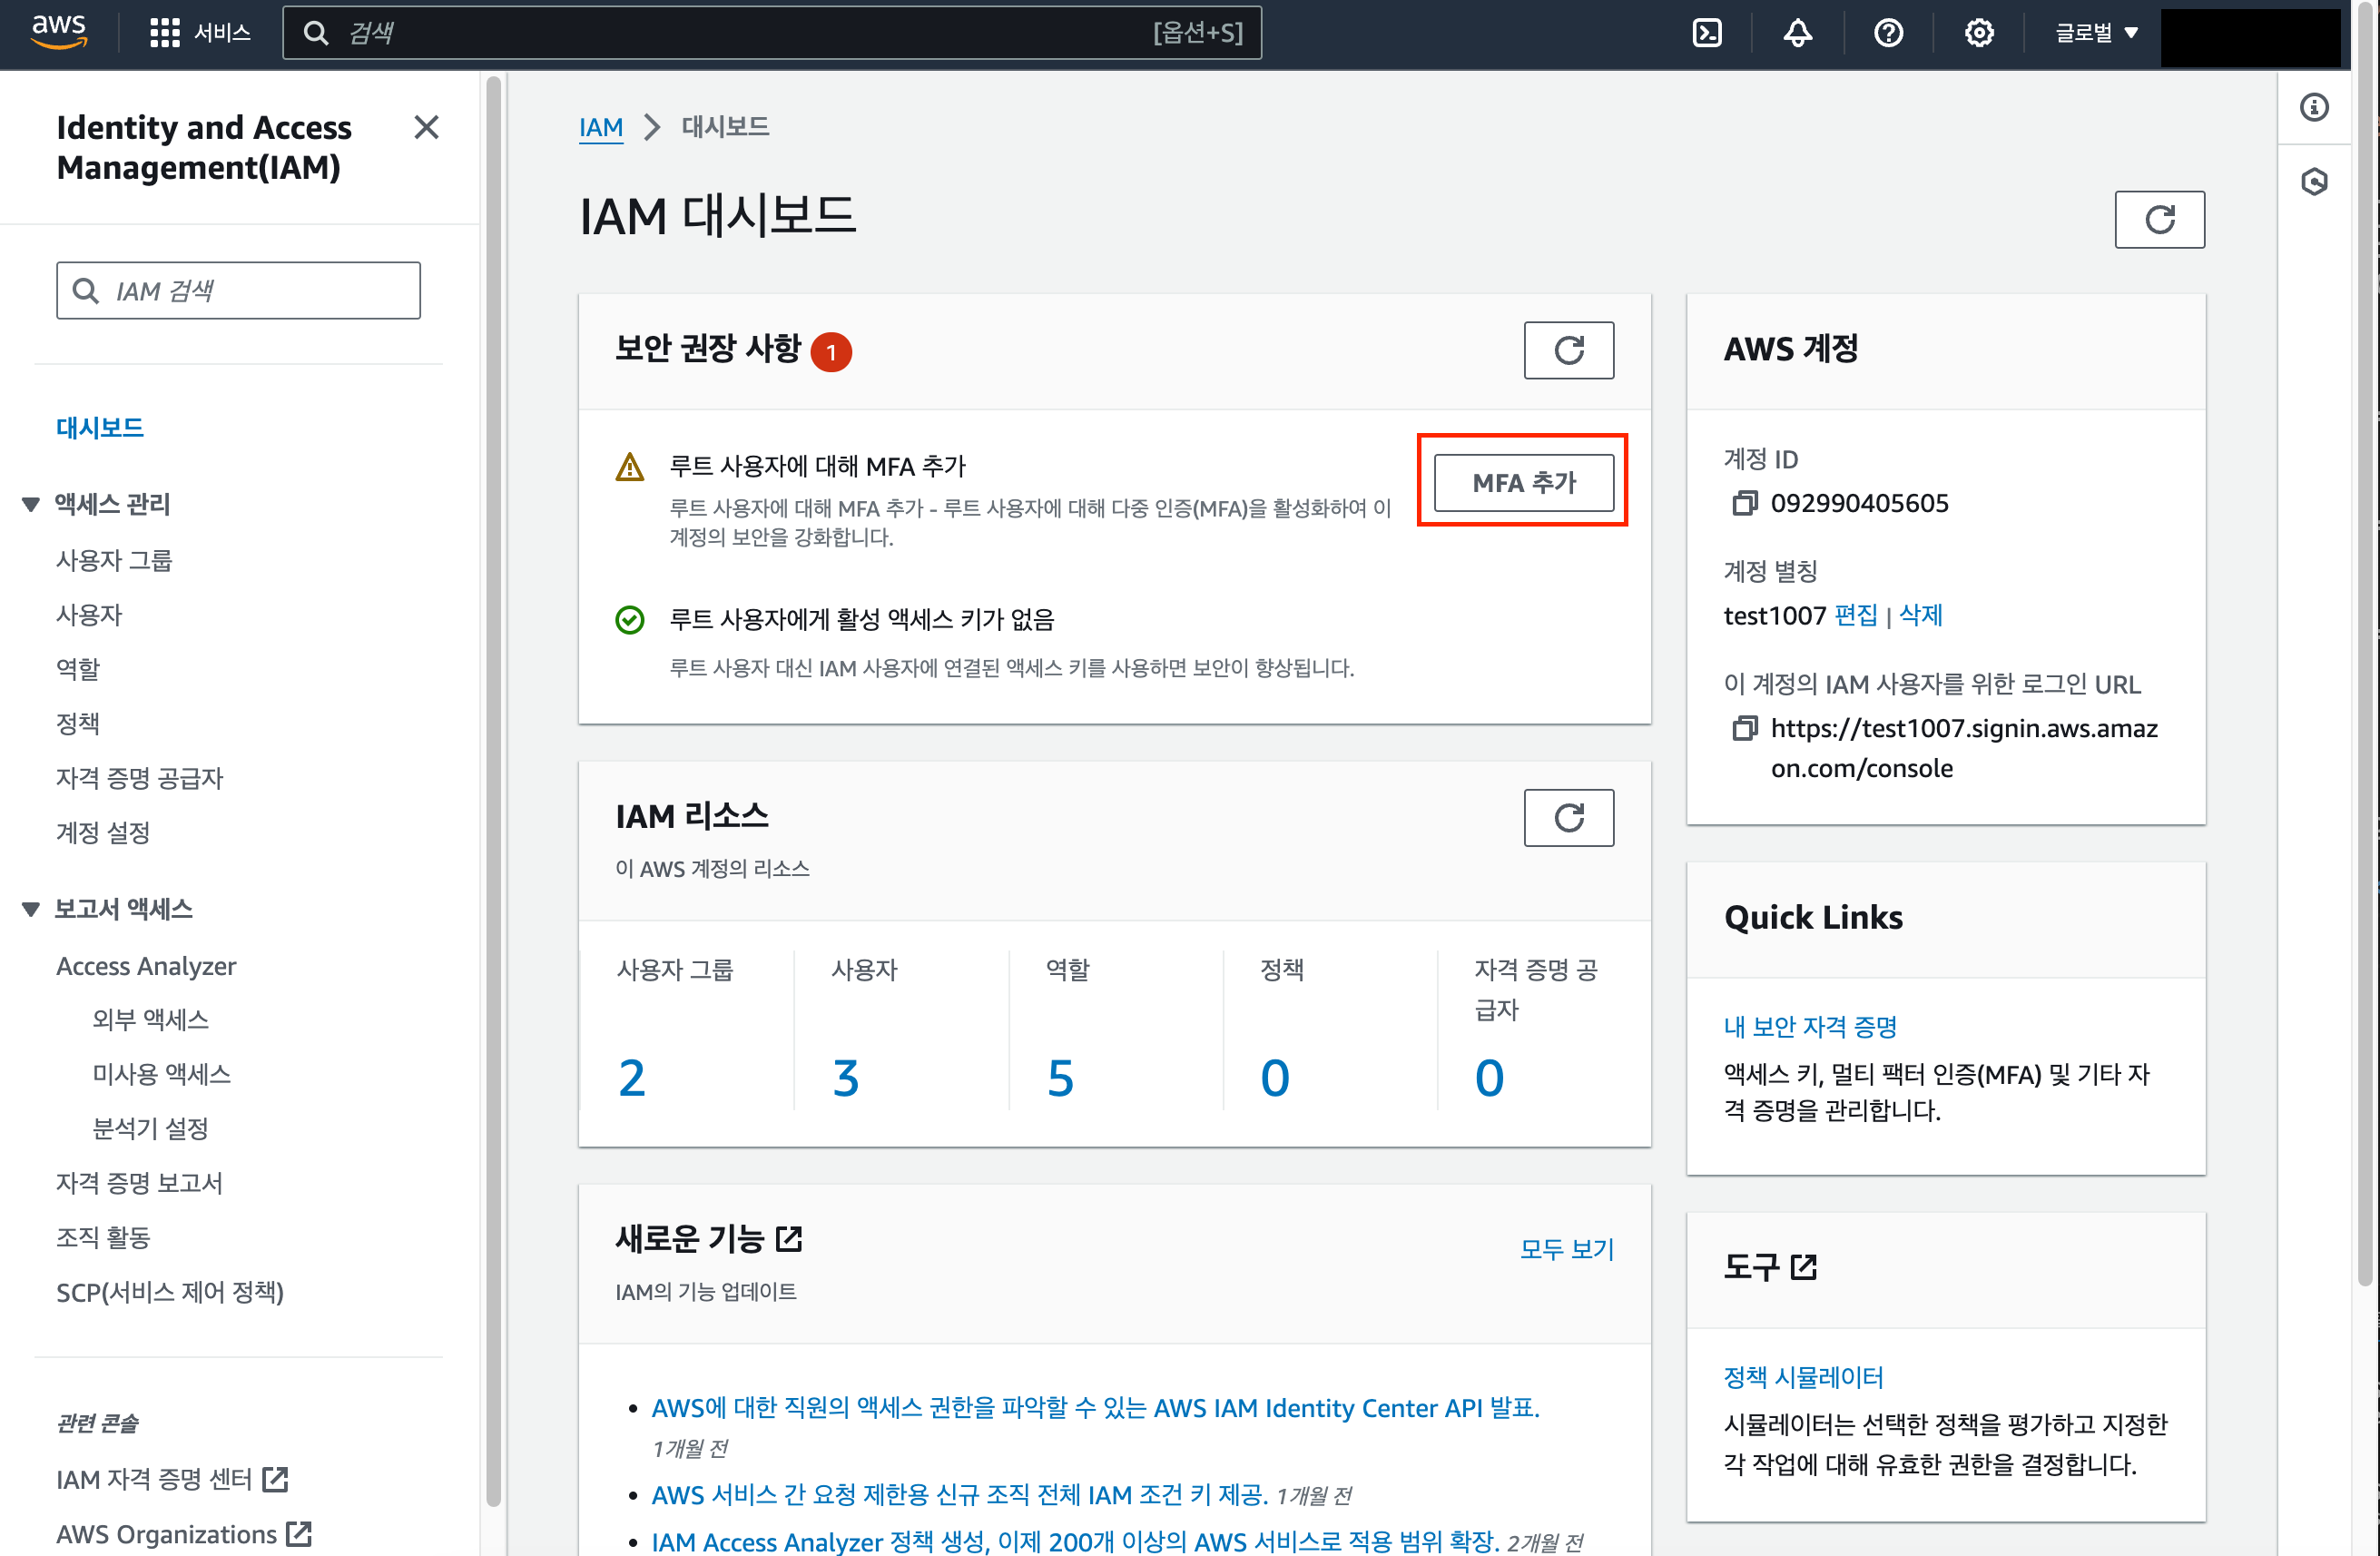 aws
서비스
검색
[옵션+S]
글로벌
Identity and Access
Management(IAM)
IAM 검색
대시보드
액세스 관리
사용자 그룹
사용자
역할
정책
자격 증명 공급자
계정 설정
보고서 액세스
Access Analyzer
외부 액세스
미사용 액세스
분석기 설정
자격 증명 보고서
조직 활동
SCP(서비스 제어 정책)
관련 콘솔
IAM 자격 증명 센터
AWS Organizations
IAM > 대시보드
IAM 대시보드
보안 권장 사항 1
루트 사용자에 대해 MFA 추가
루트 사용자에 대해 MFA 추가 - 루트 사용자에 대해 다중 인증(MFA)을 활성화하여 이
계정의 보안을 강화합니다.
MFA 추가
루트 사용자에게 활성 액세스 키가 없음
루트 사용자 대신 IAM 사용자에 연결된 액세스 키를 사용하면 보안이 향상됩니다.
IAM 리소스
이 AWS 계정의 리소스
사용자 그룹
2
사용자
3
역할
5
정책
0
자격 증명 공
급자
0
새로운 기능
모두 보기
IAM의 기능 업데이트
AWS에 대한 직원의 액세스 권한을 파악할 수 있는 AWS IAM Identity Center API 발표.
1개월 전
AWS 서비스 간 요청 제한용 신규 조직 전체 IAM 조건 키 제공. 1개월 전
IAM Access Analyzer 정책 생성, 이제 200개 이상의 AWS 서비스로 적용 범위 확장. 2개월 전
AWS 계정
계정 ID
092990405605
계정 별칭
test1007 편집 | 삭제
이 계정의 IAM 사용자를 위한 로그인 URL
https://test1007.signin.aws.amaz
on.com/console
Quick Links
내 보안 자격 증명
액세스 키, 멀티 팩터 인증(MFA) 및 기타 자
격 증명을 관리합니다.
도구
정책 시뮬레이터
시뮬레이터는 선택한 정책을 평가하고 지정한
각 작업에 대해 유효한 권한을 결정합니다.